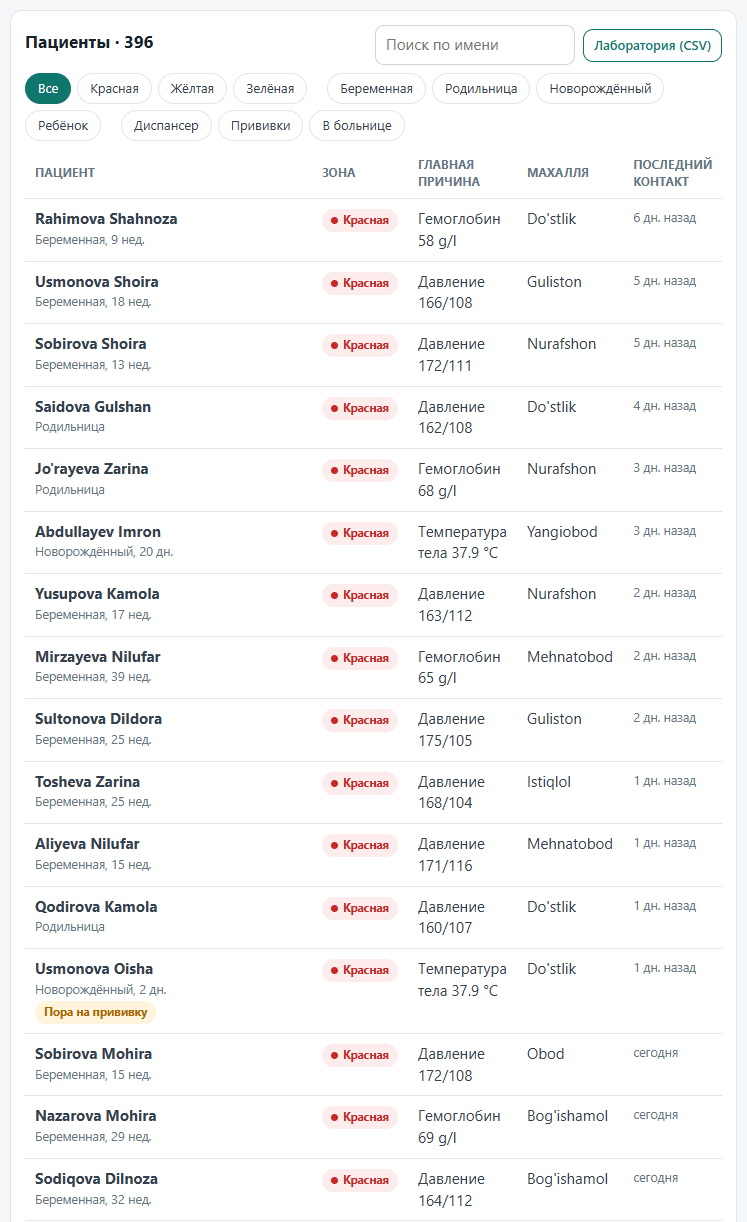 Пациенты · 396
Поиск по имени
Лаборатория (CSV)
Все Красная Жёлтая Зелёная Беременная Родильница Новорождённый
Ребёнок Диспансер Прививки В больнице
ПАЦИЕНТ ЗОНА ГЛАВНАЯ ПРИЧИНА МАХАЛЛЯ ПОСЛЕДНИЙ КОНТАКТ
Rahimova Shahnoza
Беременная, 9 нед.
Красная
Гемоглобин
58 g/l
Do'stlik
6 дн. назад
Usmonova Shoira
Беременная, 18 нед.
Красная
Давление
166/108
Guliston
5 дн. назад
Sobirova Shoira
Беременная, 13 нед.
Красная
Давление
172/111
Nurafshon
5 дн. назад
Saidova Gulshan
Родильница
Красная
Давление
162/108
Do'stlik
4 дн. назад
Jo'rayeva Zarina
Родильница
Красная
Гемоглобин
68 g/l
Nurafshon
3 дн. назад
Abdullayev Imron
Новорождённый, 20 дн.
Красная
Температура
тела 37.9 °C
Yangiobod
3 дн. назад
Yusupova Kamola
Беременная, 17 нед.
Красная
Давление
163/112
Nurafshon
2 дн. назад
Mirzayeva Nilufar
Беременная, 39 нед.
Красная
Гемоглобин
65 g/l
Mehnatobod
2 дн. назад
Sultonova Dildora
Беременная, 25 нед.
Красная
Давление
175/105
Guliston
2 дн. назад
Tosheva Zarina
Беременная, 25 нед.
Красная
Давление
168/104
Istiqlol
1 дн. назад
Aliyeva Nilufar
Беременная, 15 нед.
Красная
Давление
171/116
Mehnatobod
1 дн. назад
Qodirova Kamola
Родильница
Красная
Давление
160/107
Do'stlik
1 дн. назад
Usmonova Oisha
Новорождённый, 2 дн.
Пора на прививку
Красная
Температура
тела 37.9 °C
Do'stlik
1 дн. назад
Sobirova Mohira
Беременная, 15 нед.
Красная
Давление
172/108
Obod
сегодня
Nazarova Mohira
Беременная, 29 нед.
Красная
Гемоглобин
69 g/l
Bog'ishamol
сегодня
Sodiqova Dilnoza
Беременная, 32 нед.
Красная
Давление
164/112
Bog'ishamol
сегодня